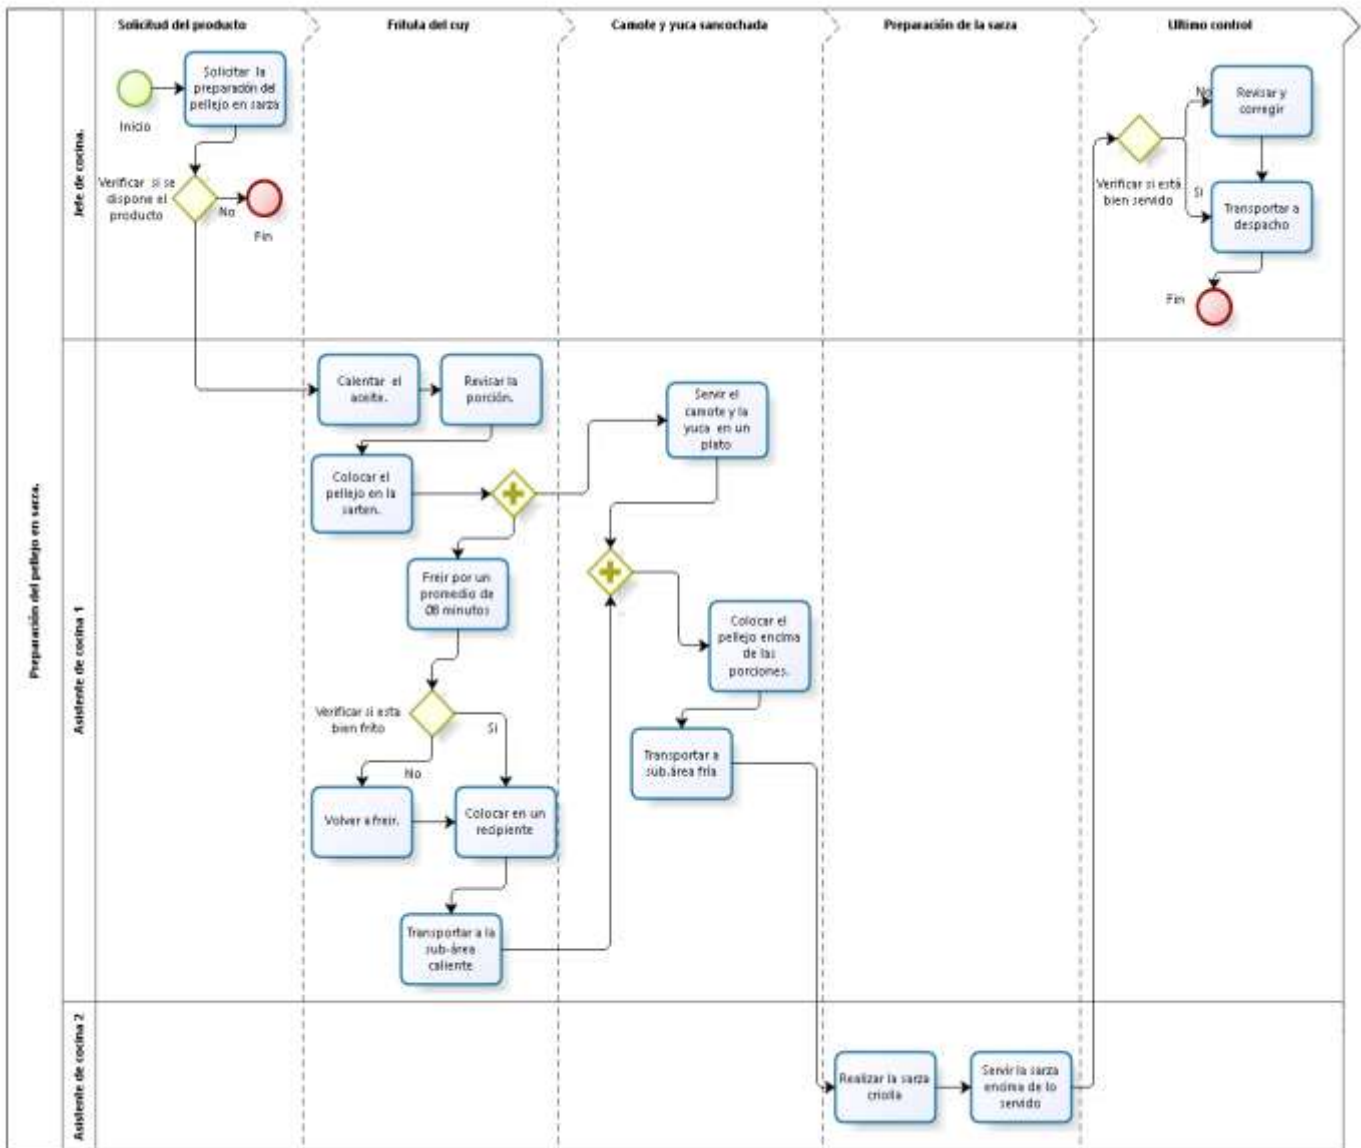 Solicitud del producto
Fritura del cuy
Camote y yuca sancochada
Preparación de la sarza
Ultimo control
Preparación del pellejo en sarza.
Jefe de cocina.
Inicio
Solicitar la
preparación del
pellejo en sarza
Verificar si se
dispone el
producto
No
Fin
Verificar si está
bien servido
No
Si
Revisar y
corregir
Transportar a
despacho
Fin
Asistente de cocina 1
Calentar el
aceite.
Revisar la
porción.
Colocar el
pellejo en la
sarten.
Freir por un
promedio de
08 minutos
Verificar si esta
bien frito
Si
No
Volver a freir.
Colocar en un
recipiente
Transportar a la
sub-área
caliente
Servir el
camote y la
yuca en un
plato
Colocar el
pellejo encima
de las
porciones.
Transportar a
sub.área fría
Asistente de cocina 2
Realizar la sarza
criolla
Servir la sarza
encima de lo
servido